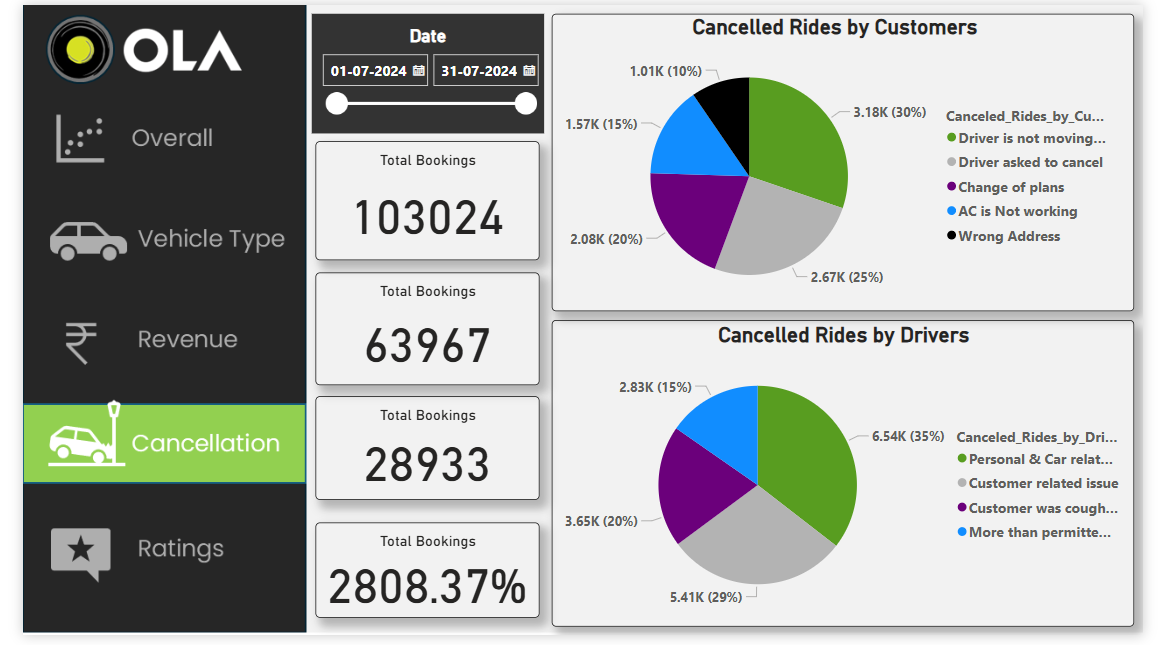 OLA
Overall
Vehicle Type
Revenue
Cancellation
Ratings
Date
01-07-2024
31-07-2024
Total Bookings
103024
Total Bookings
63967
Total Bookings
28933
Total Bookings
2808.37%
Cancelled Rides by Customers
1.01K (10%)
3.18K (30%)
1.57K (15%)
2.08K (20%)
2.67K (25%)
Canceled_Rides_by_Cu...
Driver is not moving...
Driver asked to cancel
Change of plans
AC is Not working
Wrong Address
Cancelled Rides by Drivers
2.83K (15%)
6.54K (35%)
3.65K (20%)
5.41K (29%)
Canceled_Rides_by_Dri...
Personal & Car relat...
Customer related issue
Customer was cough...
More than permitte...